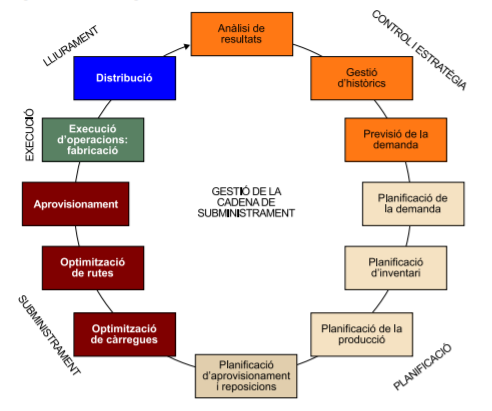 Anàlisi de
resultats
Gestió
d'històrics
Previsió de la
demanda
Planificació de
la demanda
Planificació
d'inventari
Planificació de la
producció
Planificació
d'aprovisionament
i reposicions
Optimització
de càrregues
Optimització
de rutes
Aprovisionament
Execució
d'operacions:
fabricació
Distribució
GESTIÓ DE LA
CADENA DE
SUBMINISTRAMENT
CONTROL I ESTRATÈGIA
PLANIFICACIÓ
SUBMINISTRAMENT
EXECUCIÓ
LLIURAMENT